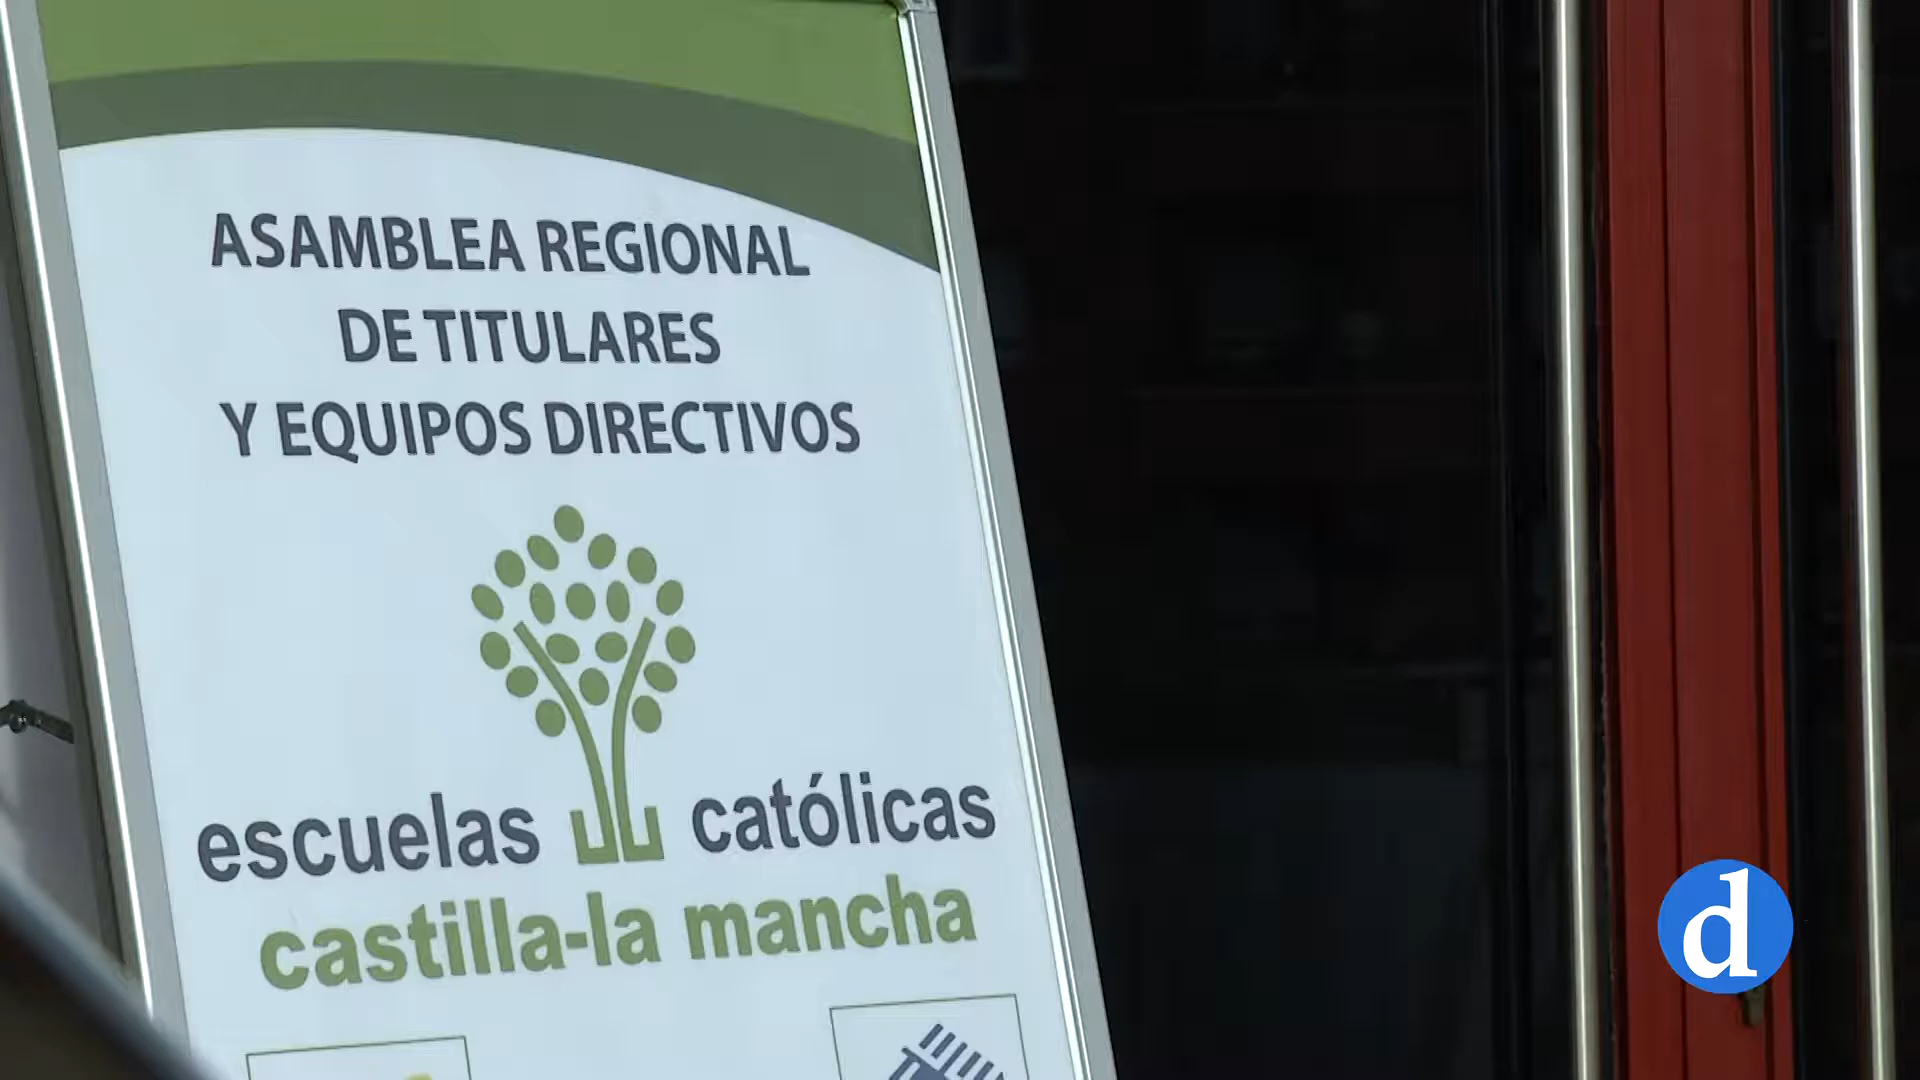 ASAMBLEA REGIONAL
DE TITULARES
Y EQUIPOS DIRECTIVOS
escuelas católicas
castilla-la mancha
d